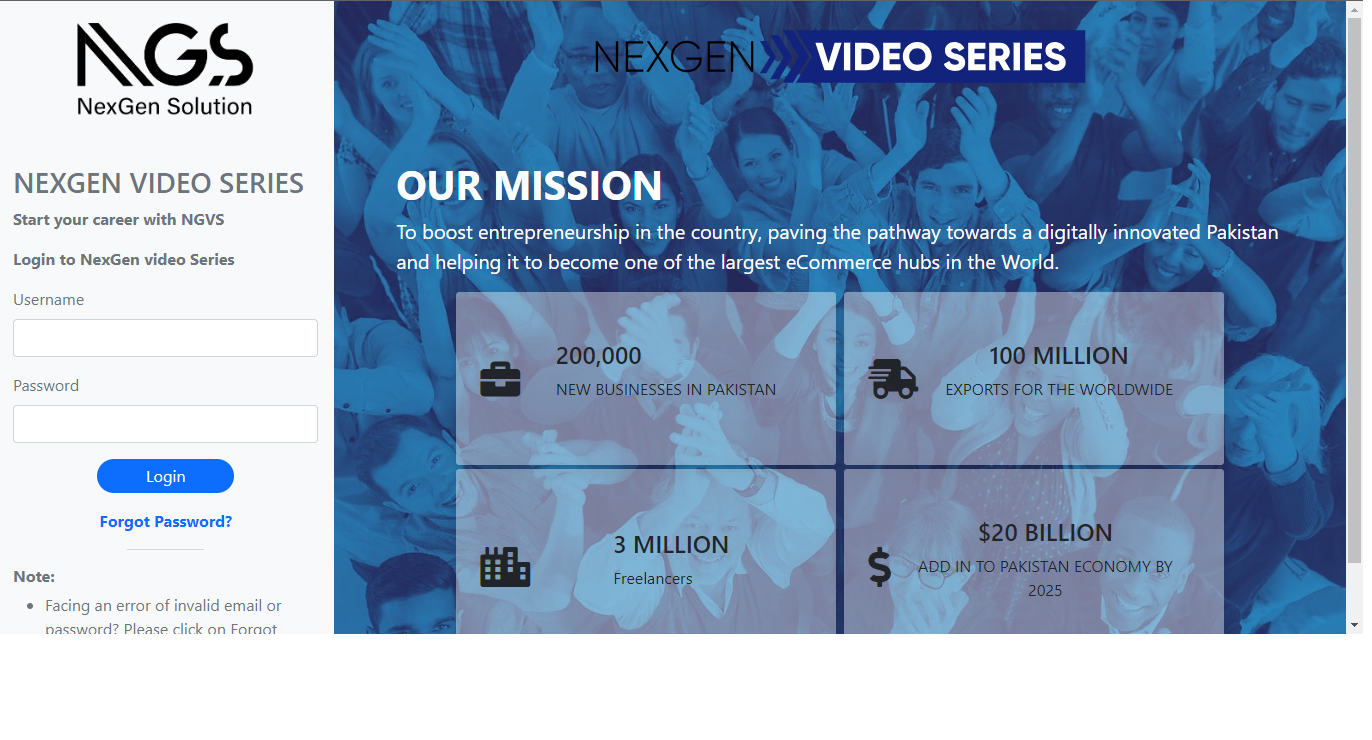 NGS
NexGen Solution
NEXGEN VIDEO SERIES
Start your career with NGVS
Login to NexGen video Series
Username
Password
Login
Forgot Password?
Note:
Facing an error of invalid email or
password? Please click on Forgot
NEXGEN VIDEO SERIES
OUR MISSION
To boost entrepreneurship in the country, paving the pathway towards a digitally innovated Pakistan
and helping it to become one of the largest eCommerce hubs in the World.
200,000
NEW BUSINESSES IN PAKISTAN
100 MILLION
EXPORTS FOR THE WORLDWIDE
3 MILLION
Freelancers
$20 BILLION
ADD IN TO PAKISTAN ECONOMY BY
2025